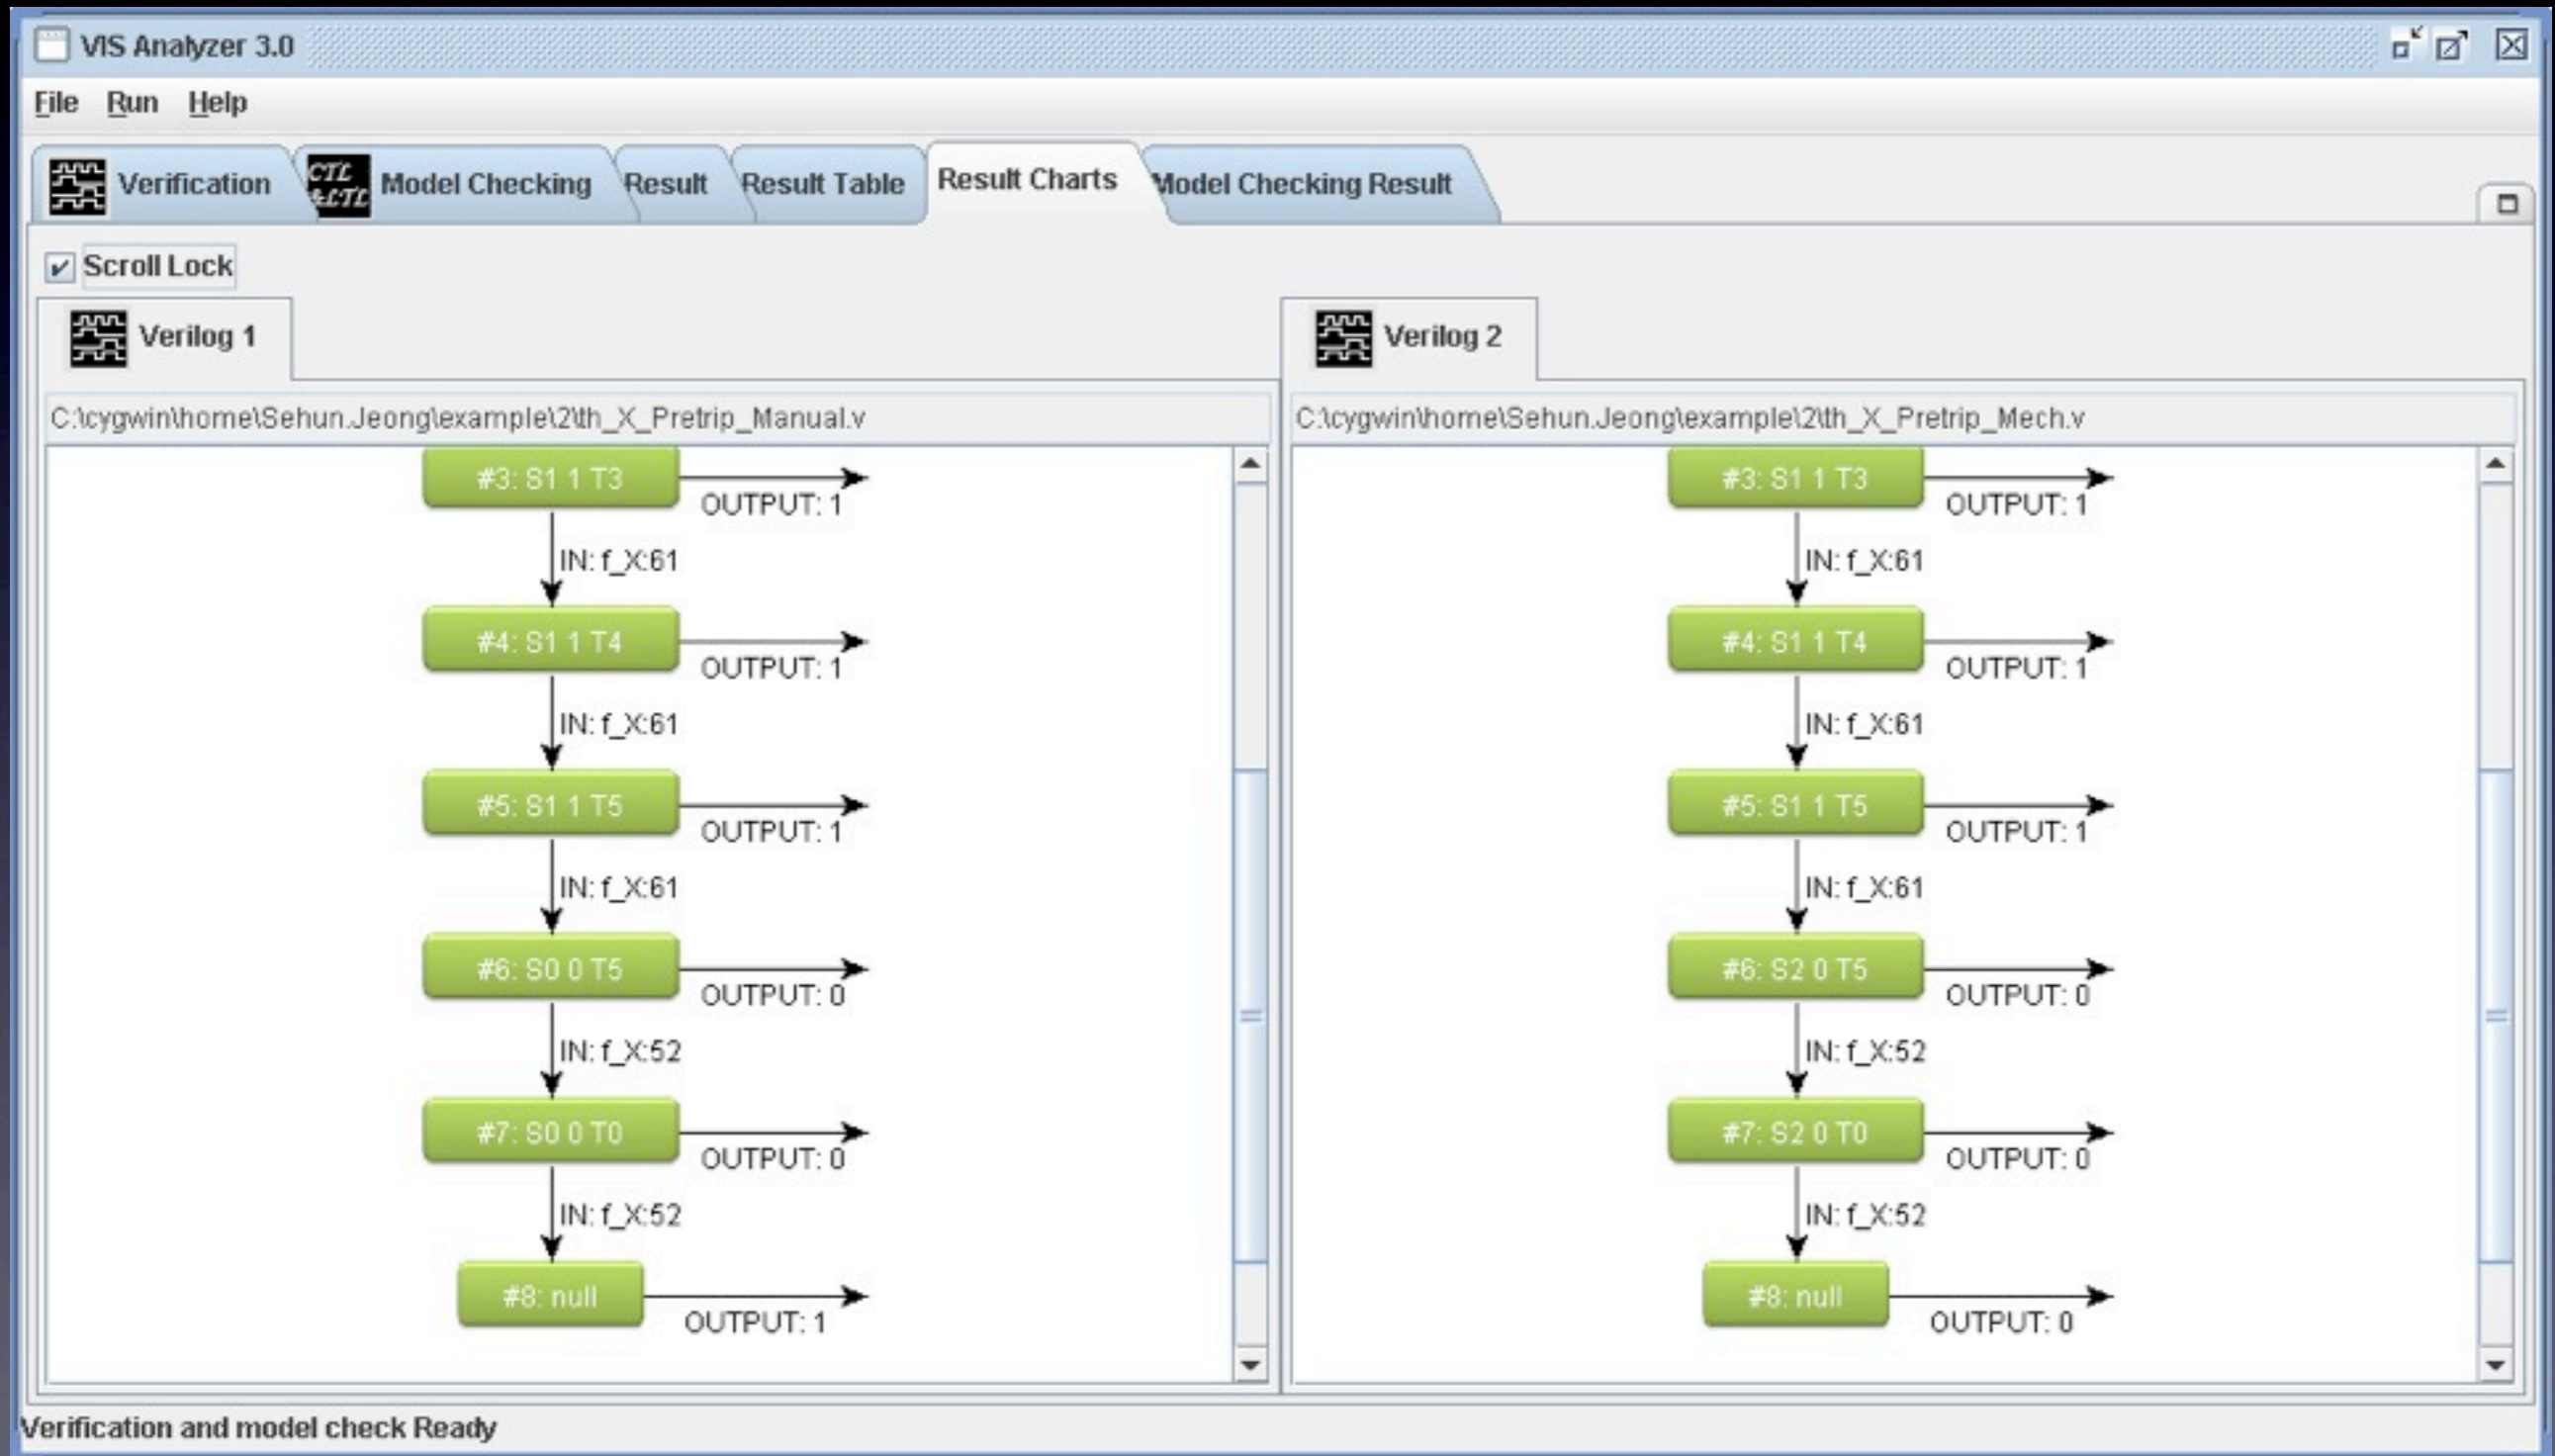 VIS Analyzer 3.0
File Run Help
Verification CTL &LTL Model Checking Result Result Table Result Charts Model Checking Result
Scroll Lock
Verilog 1
C:\cygwin\home\Sehun.Jeong\example\2\th_X_Pretrip_Manual.v
#3: S1 1 T3
OUTPUT: 1
IN: f_X:61
#4: S1 1 T4
OUTPUT: 1
IN: f_X:61
#5: S1 1 T5
OUTPUT: 1
IN: f_X:61
#6: S0 0 T5
OUTPUT: 0
IN: f_X:52
#7: S0 0 T0
OUTPUT: 0
IN: f_X:52
#8: null
OUTPUT: 1
Verilog 2
C:\cygwin\home\Sehun.Jeong\example\2\th_X_Pretrip_Mech.v
#3: S1 1 T3
OUTPUT: 1
IN: f_X:61
#4: S1 1 T4
OUTPUT: 1
IN: f_X:61
#5: S1 1 T5
OUTPUT: 1
IN: f_X:61
#6: S2 0 T5
OUTPUT: 0
IN: f_X:52
#7: S2 0 T0
OUTPUT: 0
IN: f_X:52
#8: null
OUTPUT: 0
Verification and model check Ready